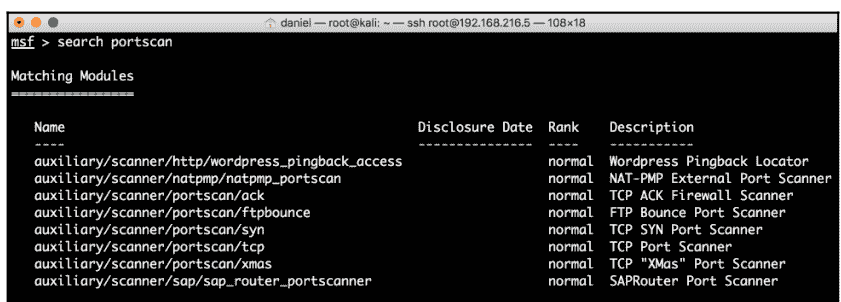 daniel — root@kali: ~ — ssh root@192.168.216.5 — 108×18
msf > search portscan
Matching Modules
================
Name Disclosure Date Rank Description
---- --------------- ---- -----------
auxiliary/scanner/http/wordpress_pingback_access normal Wordpress Pingback Locator
auxiliary/scanner/natpmp/natpmp_portscan normal NAT-PMP External Port Scanner
auxiliary/scanner/portscan/ack normal TCP ACK Firewall Scanner
auxiliary/scanner/portscan/ftpbounce normal FTP Bounce Port Scanner
auxiliary/scanner/portscan/syn normal TCP SYN Port Scanner
auxiliary/scanner/portscan/tcp normal TCP Port Scanner
auxiliary/scanner/portscan/xmas normal TCP "XMas" Port Scanner
auxiliary/scanner/sap/sap_router_portscanner normal SAPRouter Port Scanner